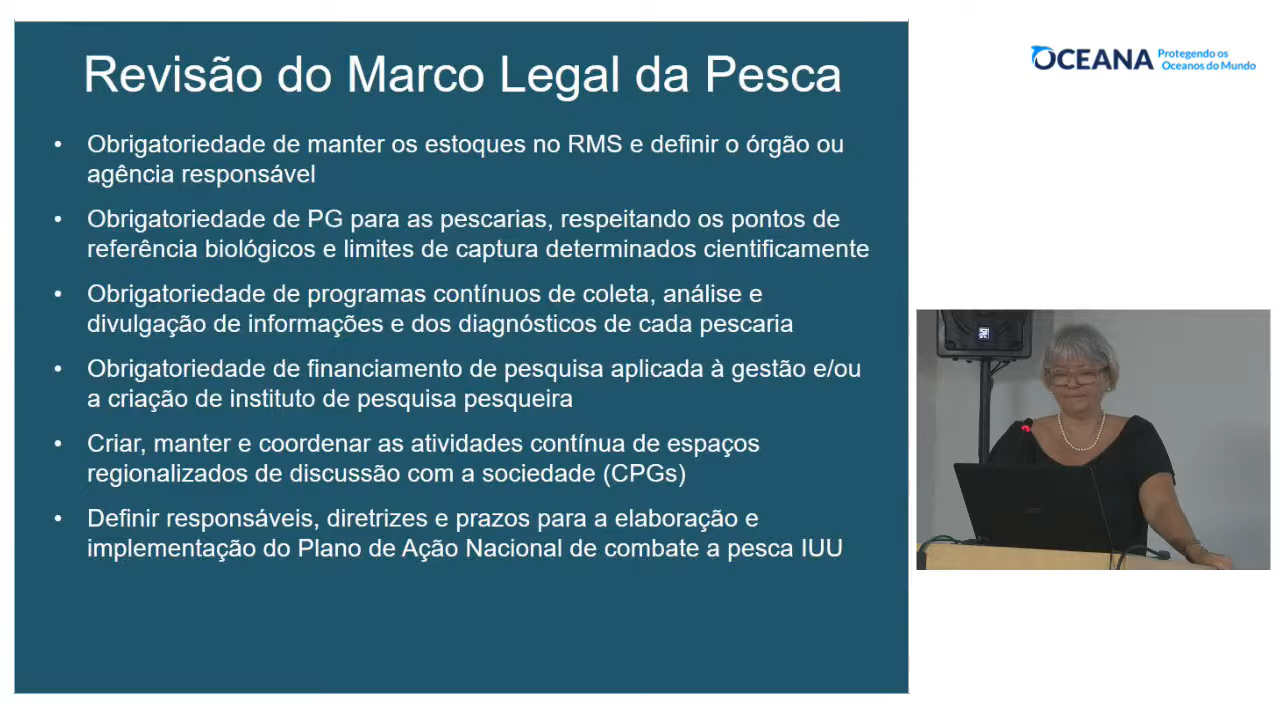 Revisão do Marco Legal da Pesca
• Obrigatoriedade de manter os estoques no RMS e definir o órgão ou
agência responsável
• Obrigatoriedade de PG para as pescarias, respeitando os pontos de
referência biológicos e limites de captura determinados cientificamente
• Obrigatoriedade de programas contínuos de coleta, análise e
divulgação de informações e dos diagnósticos de cada pescaria
• Obrigatoriedade de financiamento de pesquisa aplicada à gestão e/ou
a criação de instituto de pesquisa pesqueira
• Criar, manter e coordenar as atividades contínua de espaços
regionalizados de discussão com a sociedade (CPGs)
• Definir responsáveis, diretrizes e prazos para a elaboração e
implementação do Plano de Ação Nacional de combate a pesca IUU
OCEANA Protegendo os
Oceanos do Mundo